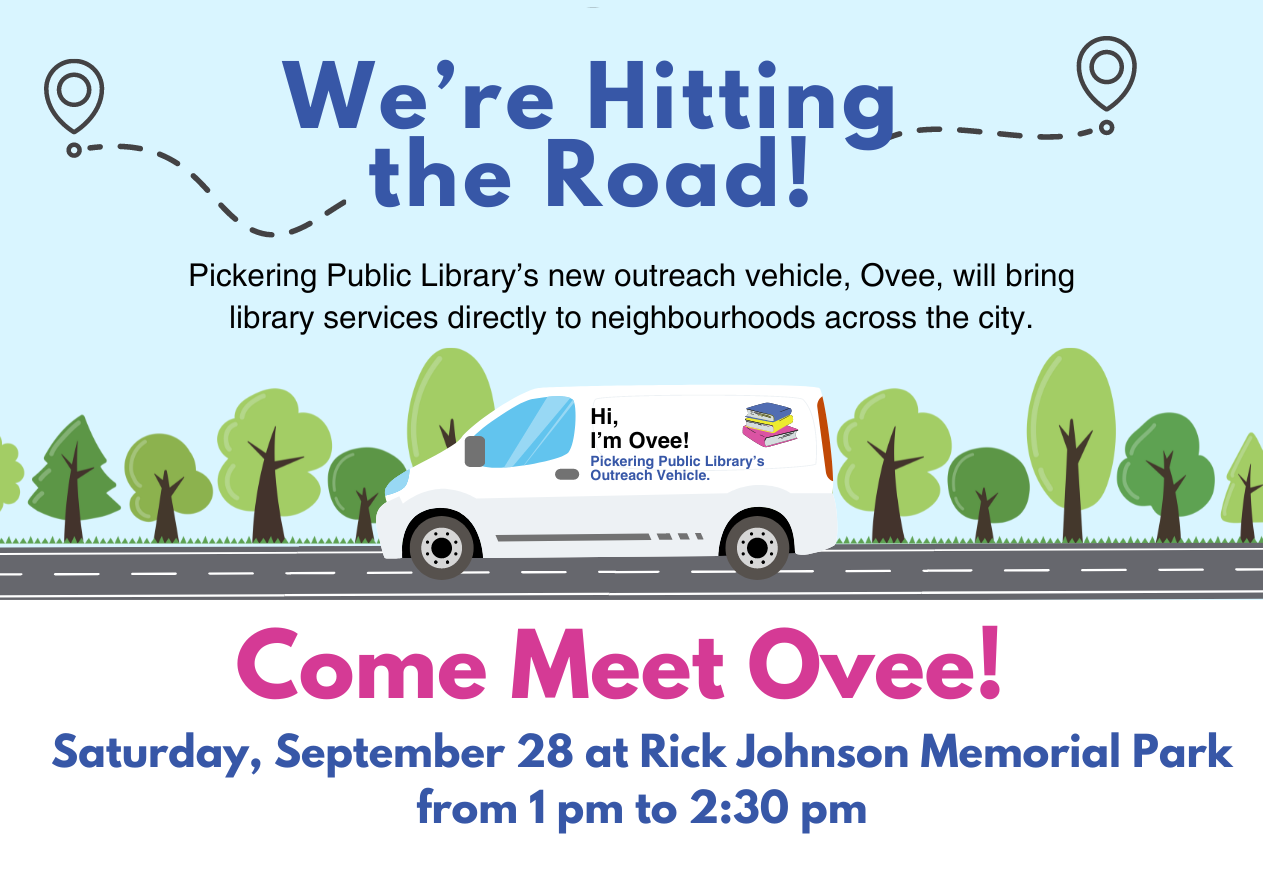 We’re Hitting
the Road!
Pickering Public Library’s new outreach vehicle, Ovee, will bring
library services directly to neighbourhoods across the city.
Hi,
I’m Ovee!
Pickering Public Library’s
Outreach Vehicle.
Come Meet Ovee!
Saturday, September 28 at Rick Johnson Memorial Park
from 1 pm to 2:30 pm